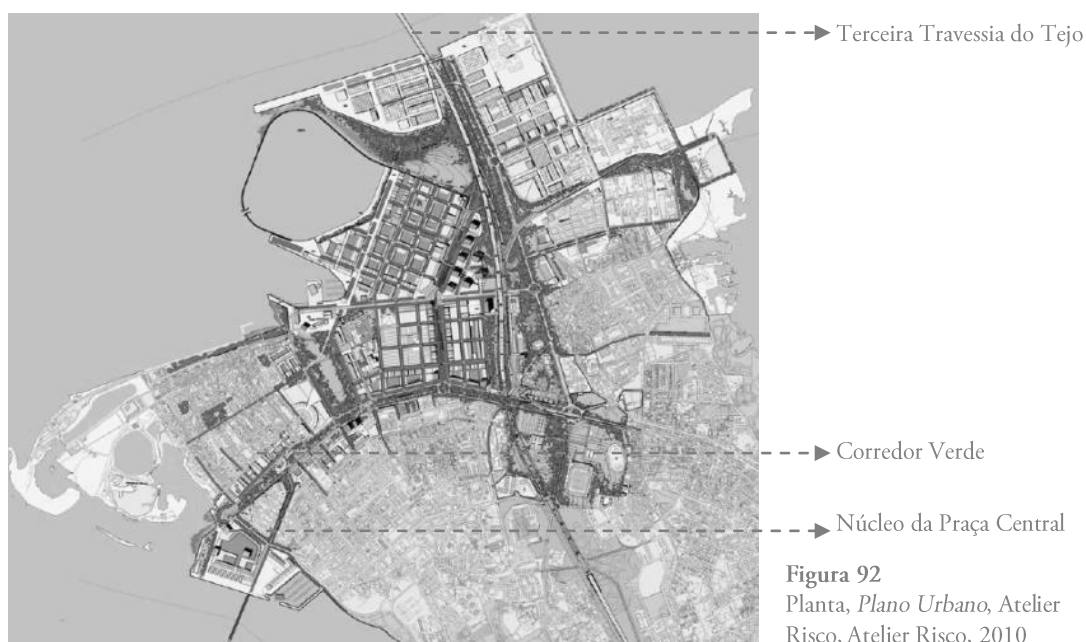 Terceira Travessia do Tejo
Corredor Verde
Núcleo da Praça Central
Figura 92
Planta, Plano Urbano, Atelier
Risco, Atelier Risco, 2010